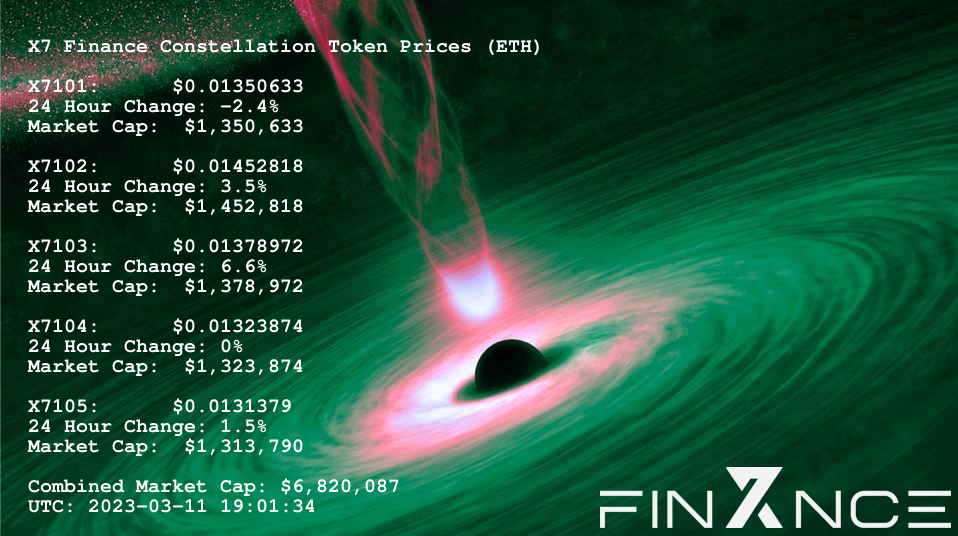 X7 Finance Constellation Token Prices (ETH)
X7101: $0.01350633
24 Hour Change: -2.4%
Market Cap: $1,350,633
X7102: $0.01452818
24 Hour Change: 3.5%
Market Cap: $1,452,818
X7103: $0.01378972
24 Hour Change: 6.6%
Market Cap: $1,378,972
X7104: $0.01323874
24 Hour Change: 0%
Market Cap: $1,323,874
X7105: $0.0131379
24 Hour Change: 1.5%
Market Cap: $1,313,790
Combined Market Cap: $6,820,087
UTC: 2023-03-11 19:01:34
FINX7NCE